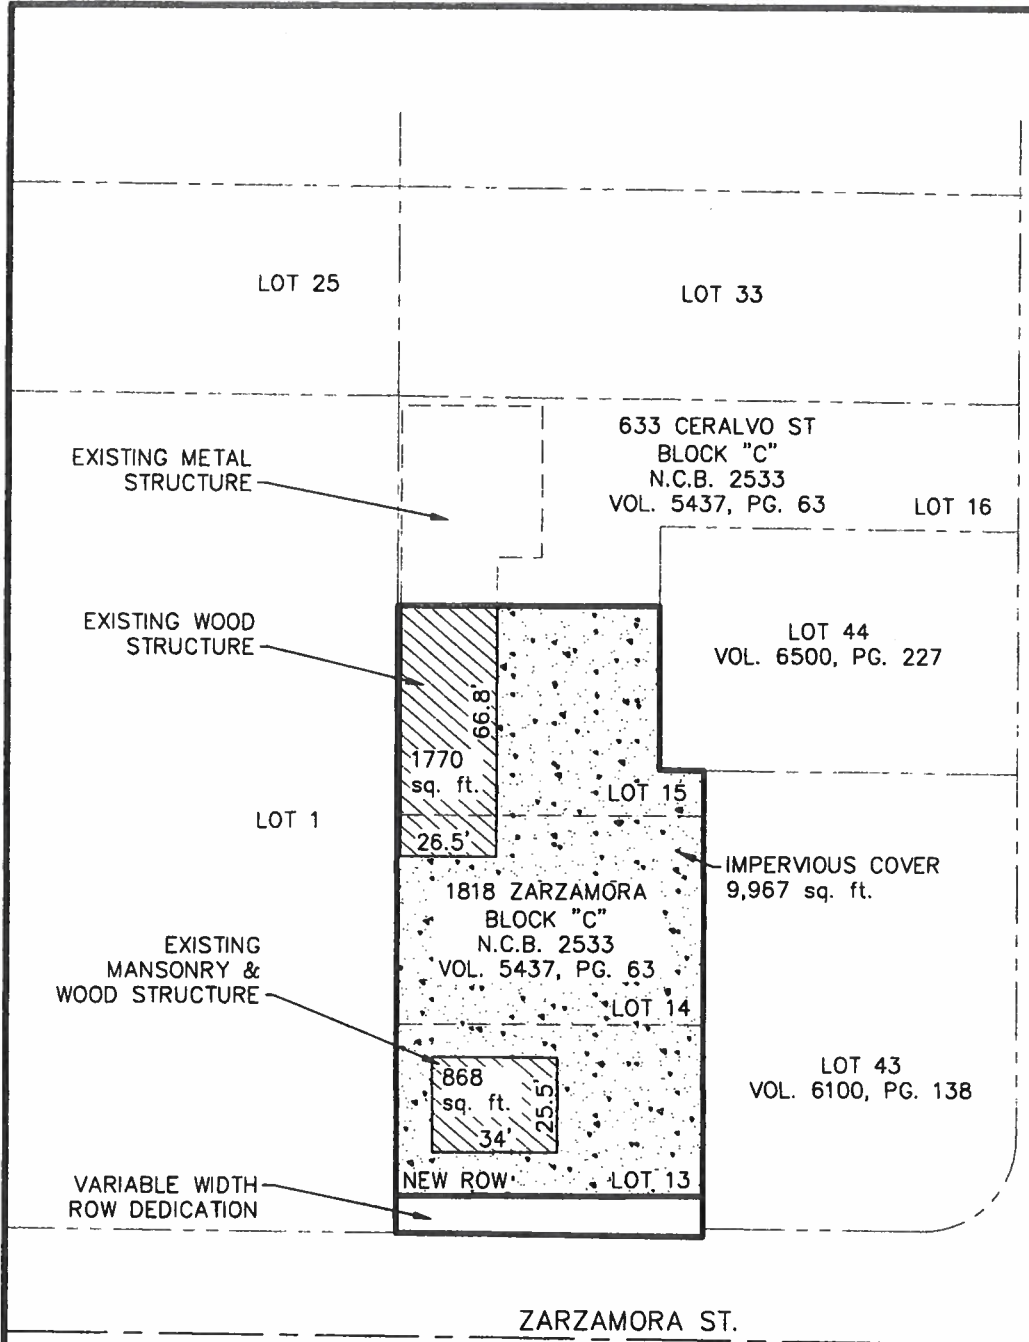 LOT 25
LOT 33
EXISTING METAL
STRUCTURE
633 CERALVO ST
BLOCK "C"
N.C.B. 2533
VOL. 5437, PG. 63
LOT 16
EXISTING WOOD
STRUCTURE
LOT 44
VOL. 6500, PG. 227
66.8'
1770
sq. ft.
LOT 15
LOT 1
26.5'
IMPERVIOUS COVER
9,967 sq. ft.
1818 ZARZAMORA
BLOCK "C"
N.C.B. 2533
VOL. 5437, PG. 63
EXISTING
MANSONRY &
WOOD STRUCTURE
LOT 14
868
sq. ft.
25.5'
34'
LOT 43
VOL. 6100, PG. 138
NEW ROW
LOT 13
VARIABLE WIDTH
ROW DEDICATION
ZARZAMORA ST.